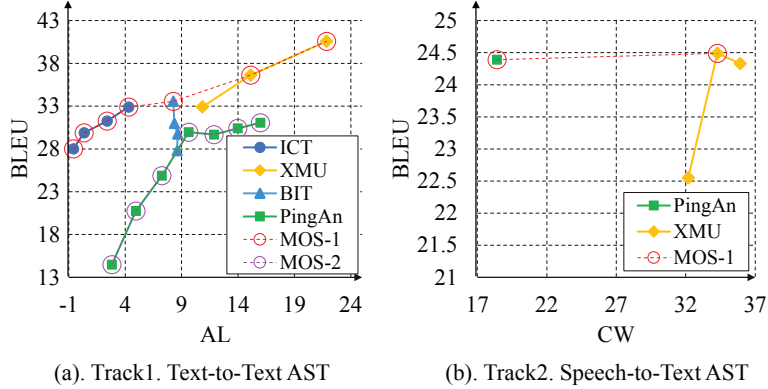 43
38
33
28
23
18
13
BLEU
-1 4 9 14 19 24
AL
ICT
XMU
BIT
PingAn
MOS-1
MOS-2
(a). Track1. Text-to-Text AST
25
24.5
24
23.5
23
22.5
22
21.5
21
BLEU
17 22 27 32 37
CW
PingAn
XMU
MOS-1
(b). Track2. Speech-to-Text AST